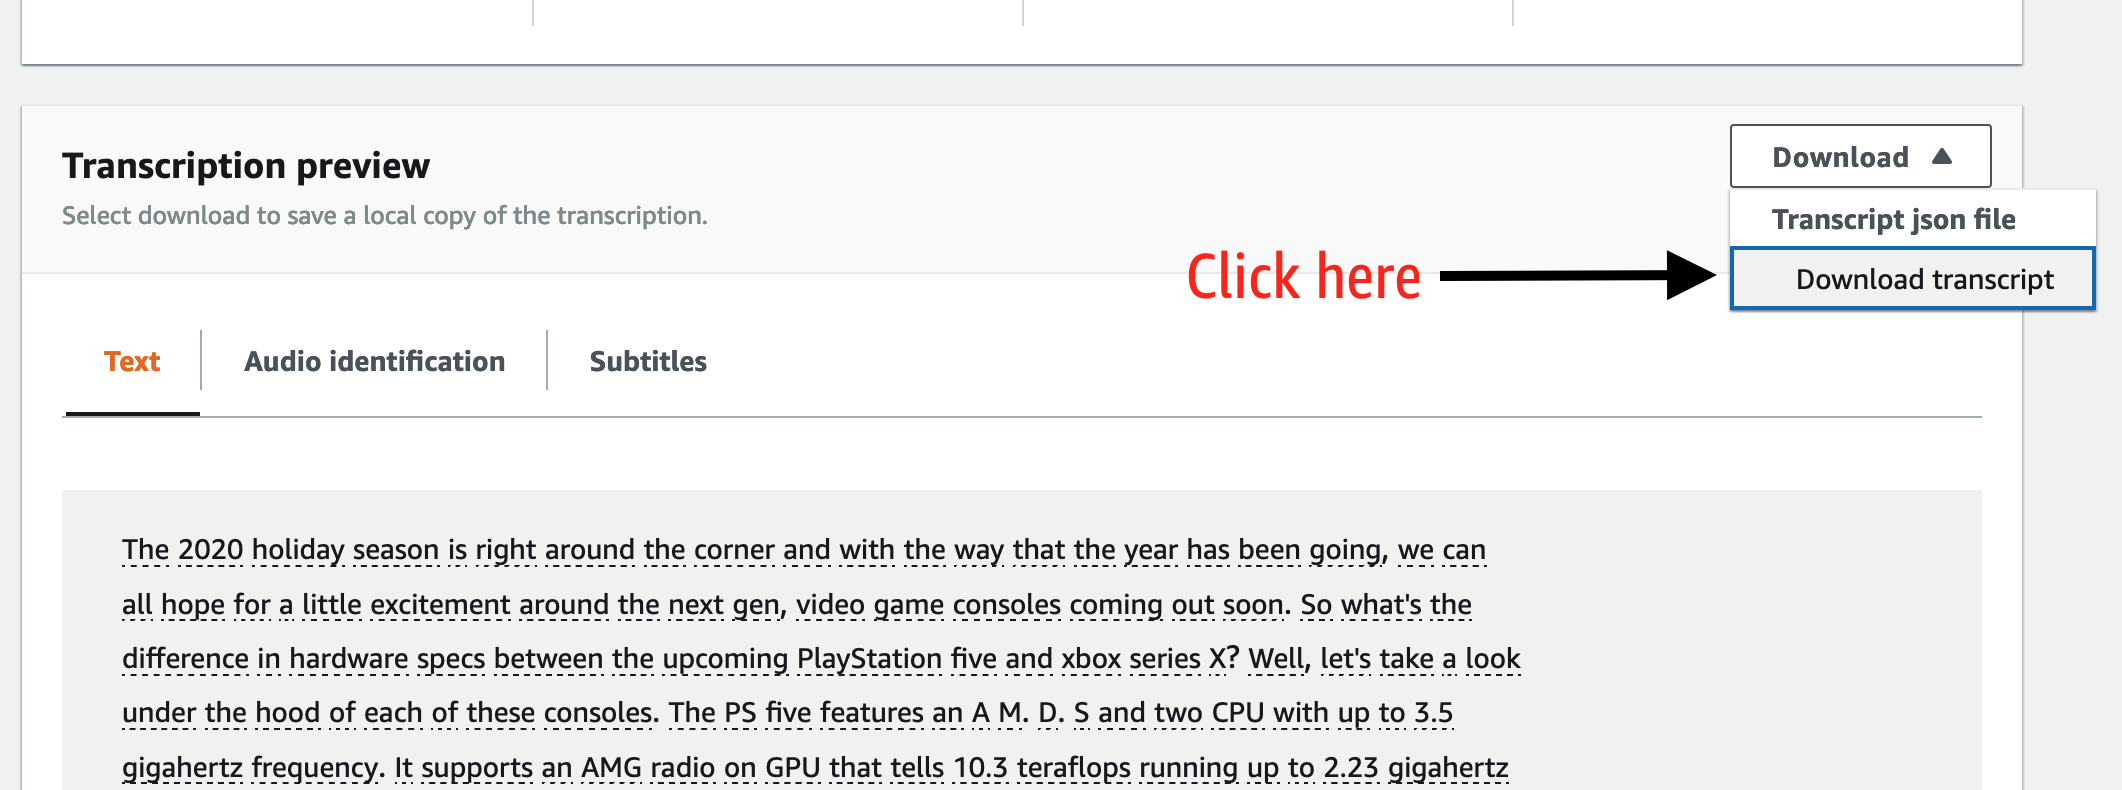 Transcription preview
Select download to save a local copy of the transcription.
Download
Transcript json file
Click here
Download transcript
Text
Audio identification
Subtitles
The 2020 holiday season is right around the corner and with the way that the year has been going, we can
all hope for a little excitement around the next gen, video game consoles coming out soon. So what's the
difference in hardware specs between the upcoming PlayStation five and xbox series X? Well, let's take a look
under the hood of each of these consoles. The PS five features an A M. D. S and two CPU with up to 3.5
gigahertz frequency. It supports an AMG radio on GPU that tells 10.3 teraflops running up to 2.23 gigahertz